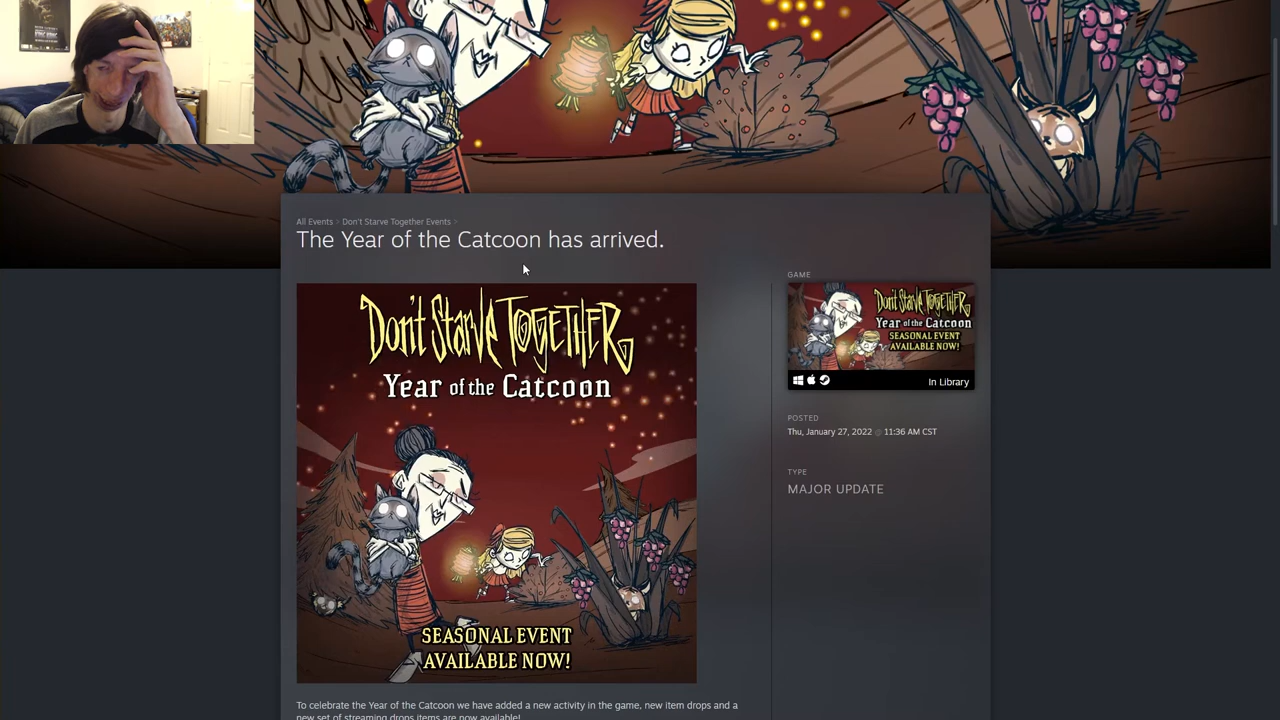 All Events > Don't Starve Together Events >
The Year of the Catcoon has arrived.
Don't Starve Together
Year of the Catcoon
SEASONAL EVENT
AVAILABLE NOW!
GAME
Don't Starve Together
Year of the Catcoon
SEASONAL EVENT
AVAILABLE NOW!
In Library
POSTED
Thu, January 27, 2022 @ 11:36 AM CST
TYPE
MAJOR UPDATE
To celebrate the Year of the Catcoon we have added a new activity in the game, new item drops and a
new set of streaming drops items are now available!